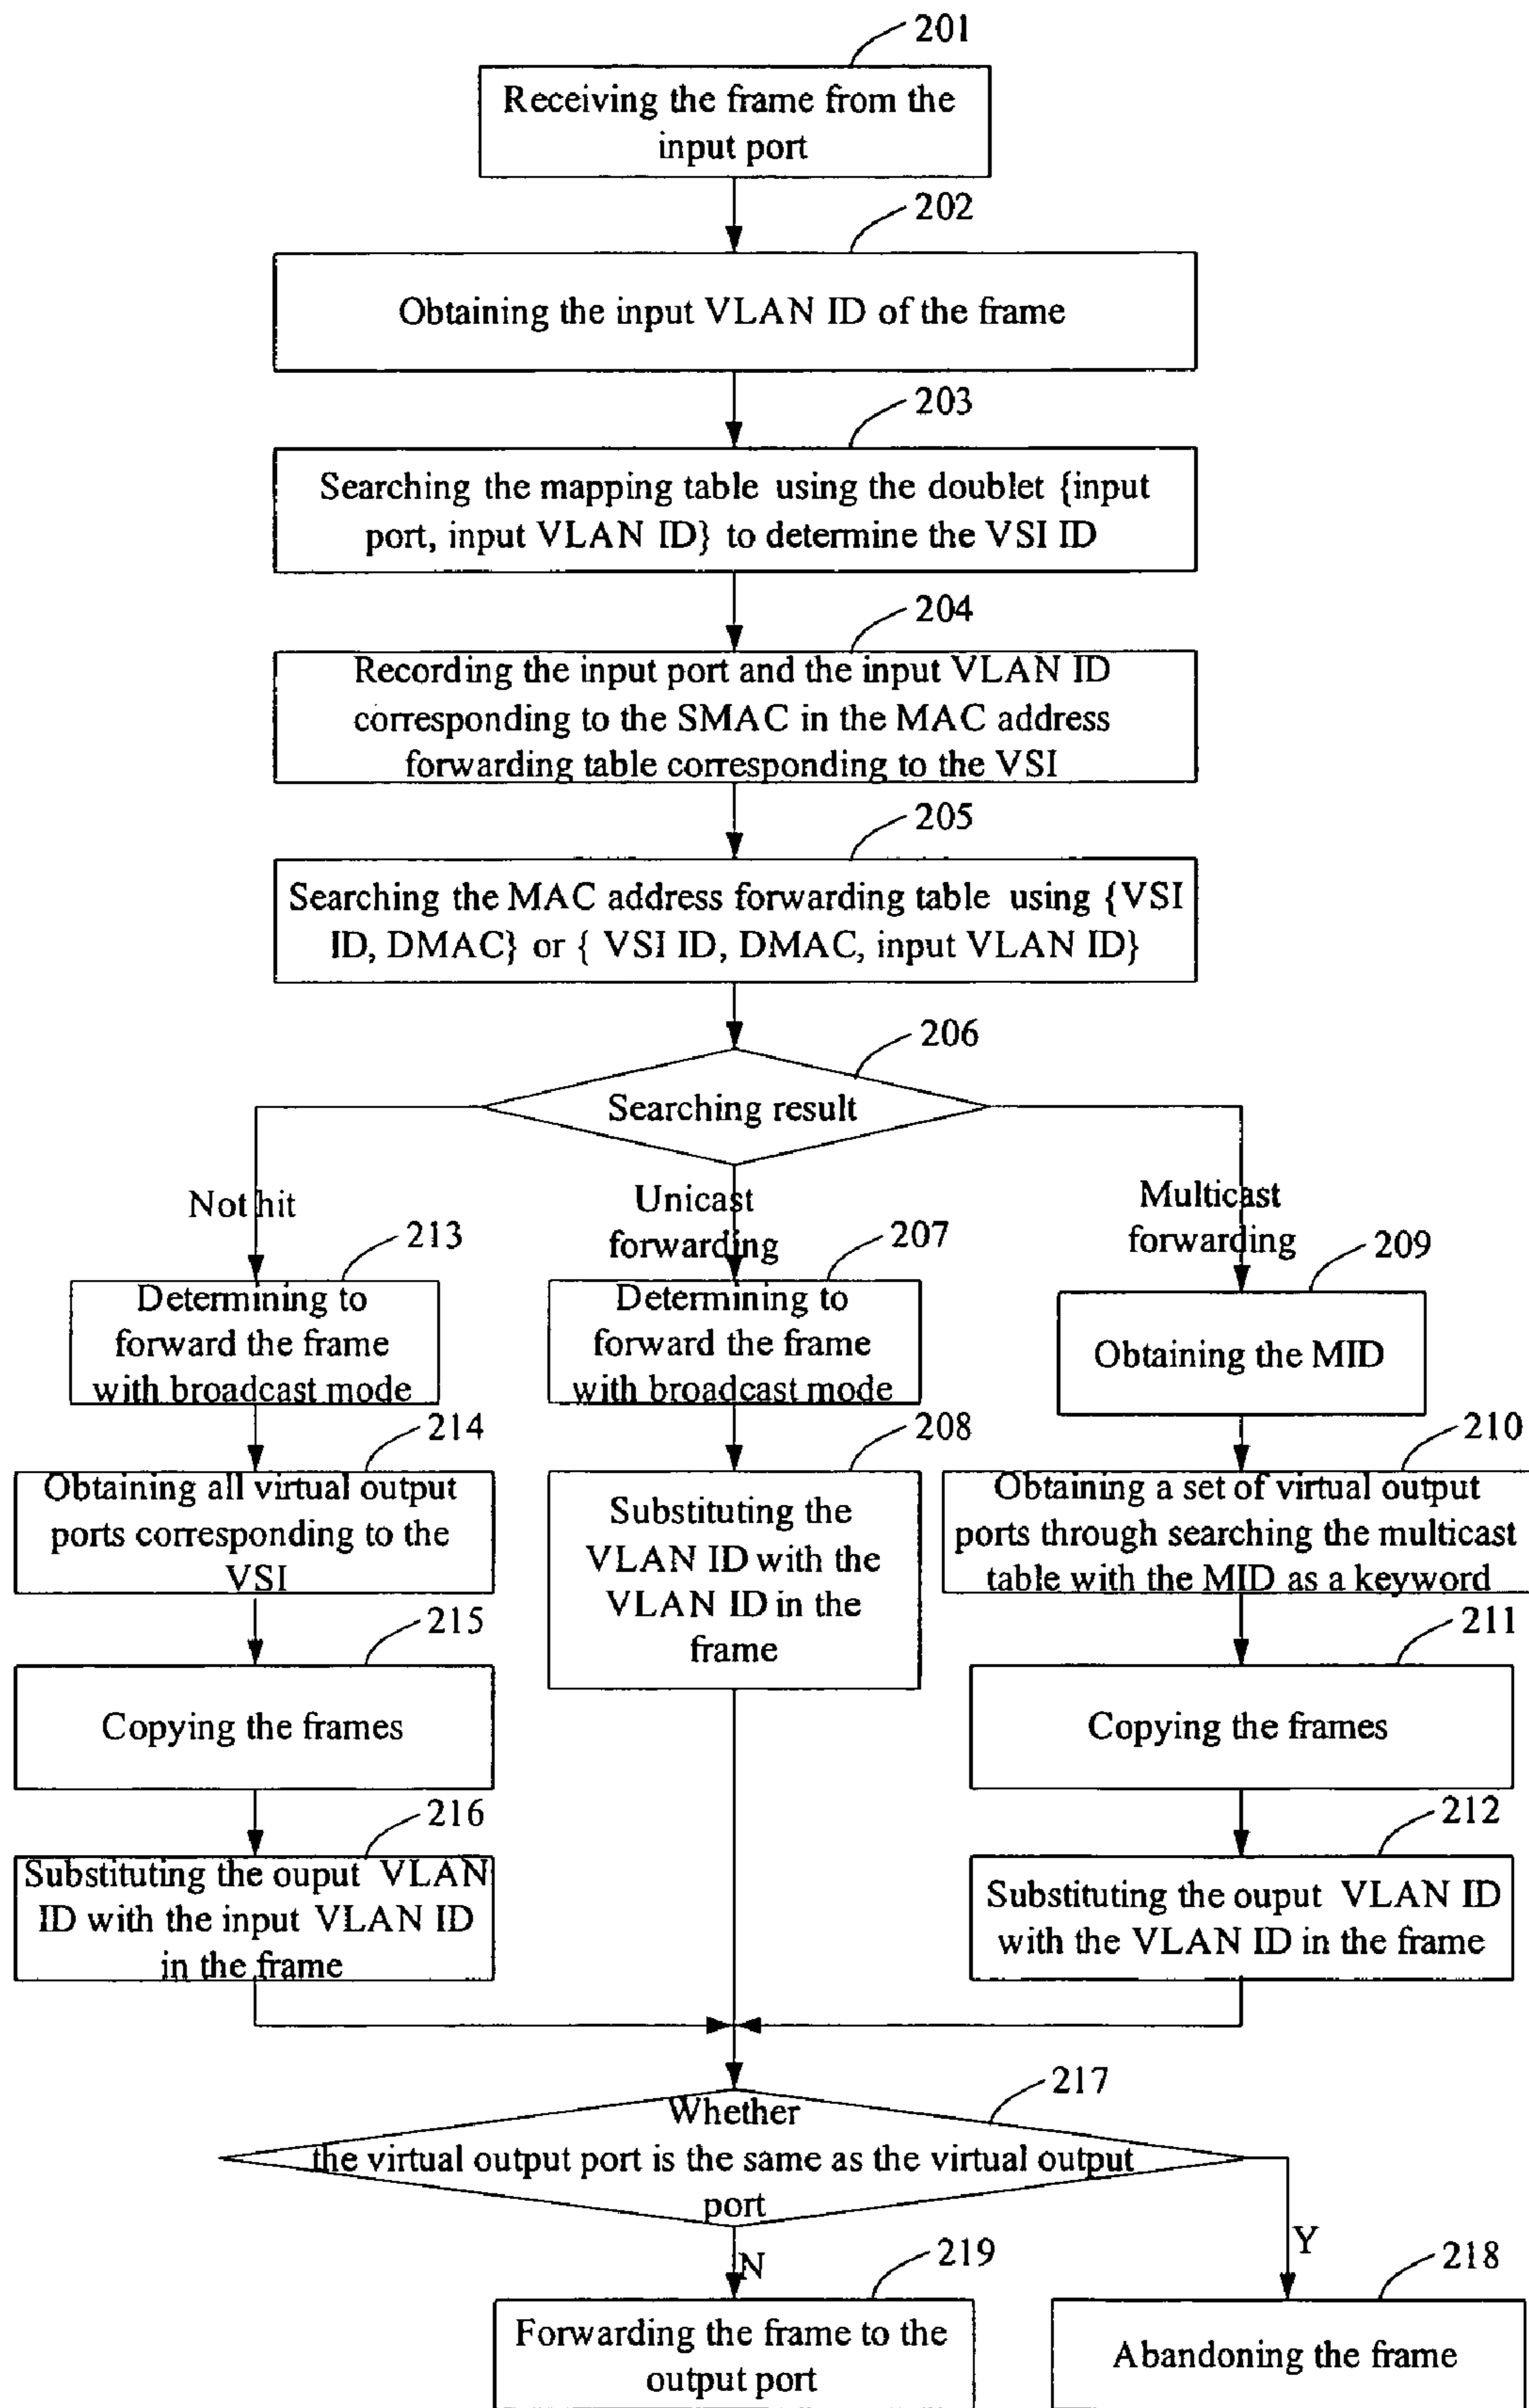 201
Receiving the frame from the
input port
202
Obtaining the input VLAN ID of the frame
203
Searching the mapping table using the doublet {input
port, input VLAN ID} to determine the VSI ID
204
Recording the input port and the input VLAN ID
corresponding to the SMAC in the MAC address
forwarding table corresponding to the VSI
205
Searching the MAC address forwarding table using {VSI
ID, DMAC} or { VSI ID, DMAC, input VLAN ID}
206
Searching result
Not hit
213
Determining to
forward the frame
with broadcast mode
214
Obtaining all virtual output
ports corresponding to the
VSI
215
Copying the frames
216
Substituting the ouput VLAN
ID with the input VLAN ID
in the frame
Unicast
forwarding
207
Determining to
forward the frame
with broadcast mode
208
Substituting the
VLAN ID with the
VLAN ID in the
frame
Multicast
forwarding
209
Obtaining the MID
210
Obtaining a set of virtual output
ports through searching the multicast
table with the MID as a keyword
211
Copying the frames
212
Substituting the ouput VLAN ID
with the VLAN ID in the frame
217
Whether
the virtual output port is the same as the virtual output
port
N
219
Forwarding the frame to the
output port
Y
218
Abandoning the frame